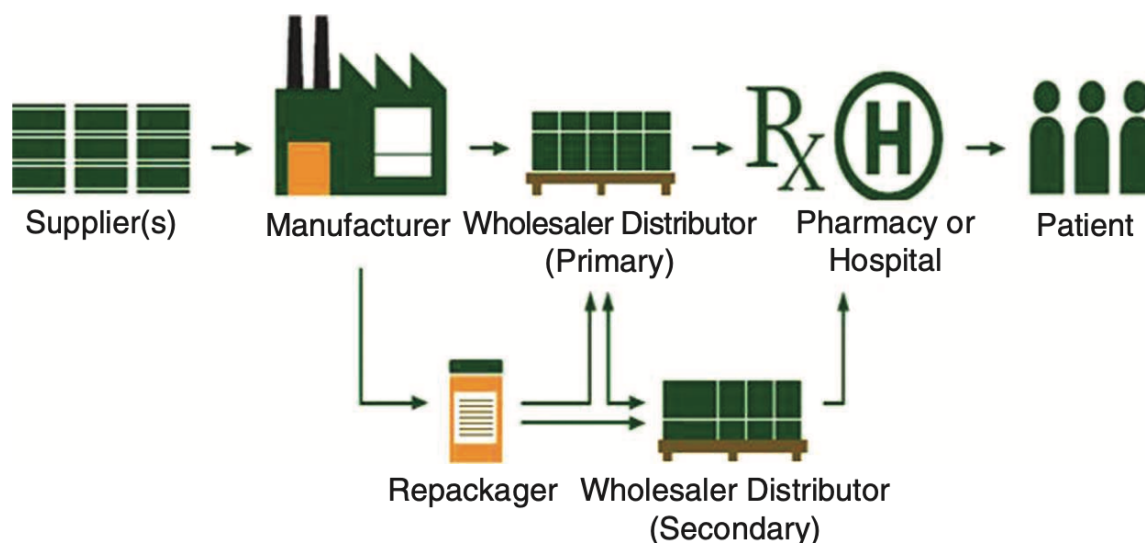 Rx
H
Supplier(s)
Manufacturer
Wholesaler Distributor
(Primary)
Pharmacy or
Hospital
Patient
Repackager
Wholesaler Distributor
(Secondary)